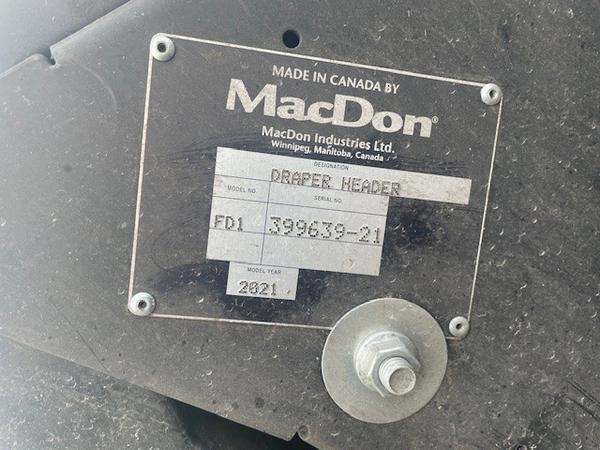 MADE IN CANADA BY
MacDon®
MacDon Industries Ltd.
Winnipeg, Manitoba, Canada
DESIGNATION
DRAPER HEADER
MODEL NO. SERIAL NO.
FD1 399639-21
MODEL YEAR
2021